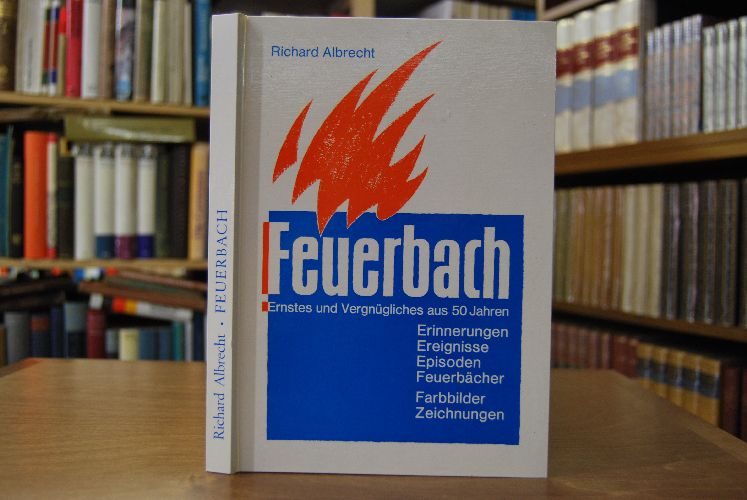 Richard Albrecht · FEUERBACH
Richard Albrecht
Feuerbach
Ernstes und Vergnügliches aus 50 Jahren
Erinnerungen
Ereignisse
Episoden
Feuerbächer
Farbbilder
Zeichnungen